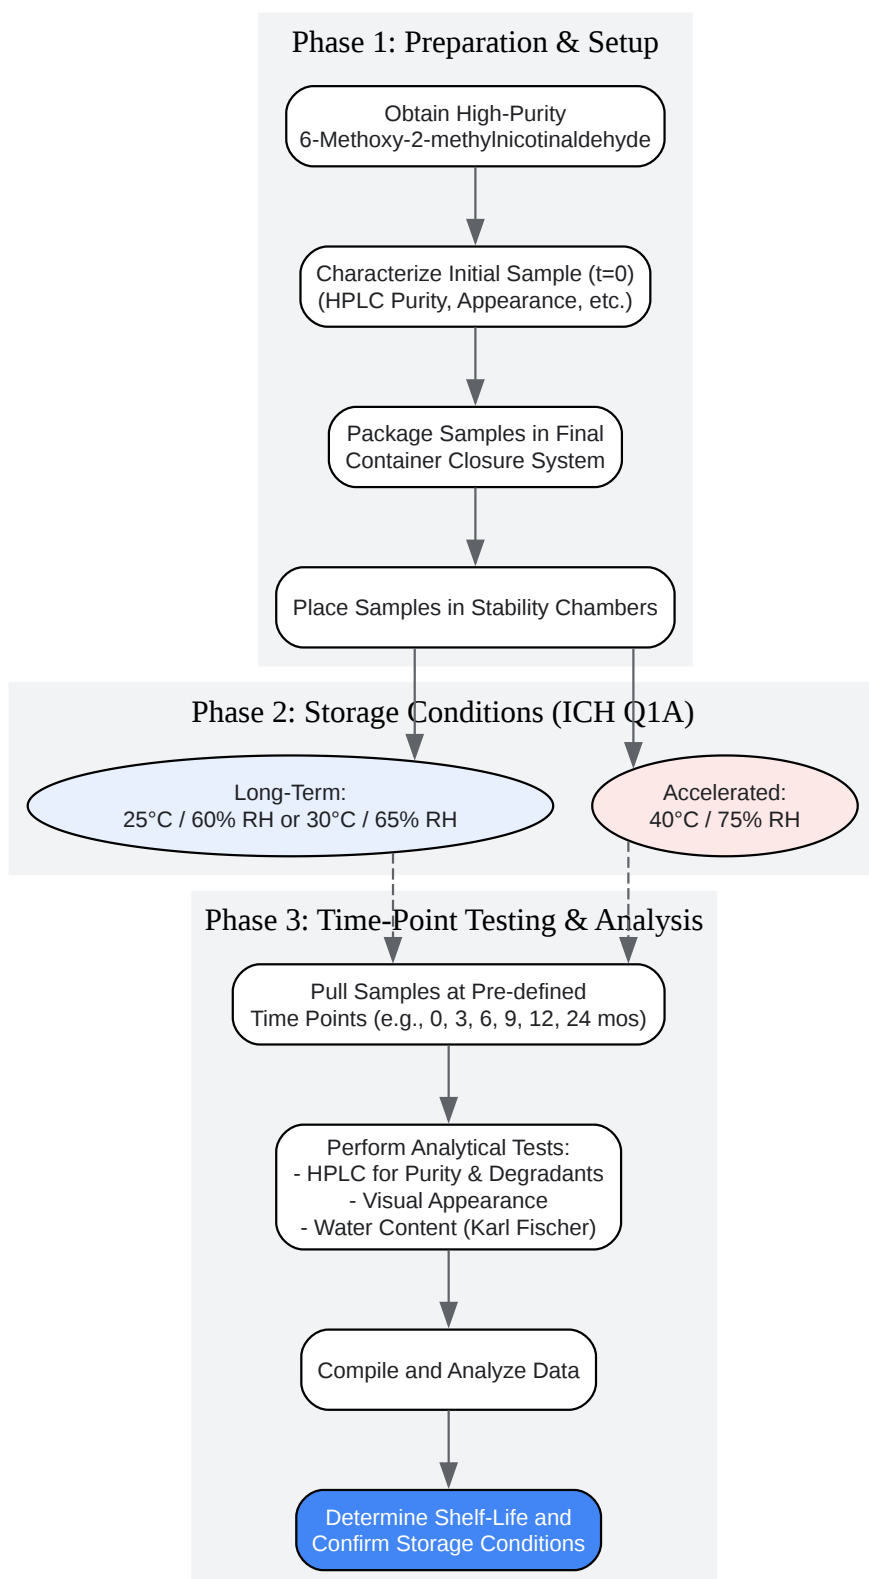 Phase 1: Preparation & Setup
Obtain High-Purity
6-Methoxy-2-methylnicotinaldehyde
Characterize Initial Sample (t=0)
(HPLC Purity, Appearance, etc.)
Package Samples in Final
Container Closure System
Place Samples in Stability Chambers
Phase 2: Storage Conditions (ICH Q1A)
Long-Term:
25°C / 60% RH or 30°C / 65% RH
Accelerated:
40°C / 75% RH
Phase 3: Time-Point Testing & Analysis
Pull Samples at Pre-defined
Time Points (e.g., 0, 3, 6, 9, 12, 24 mos)
Perform Analytical Tests:
- HPLC for Purity & Degradants
- Visual Appearance
- Water Content (Karl Fischer)
Compile and Analyze Data
Determine Shelf-Life and
Confirm Storage Conditions